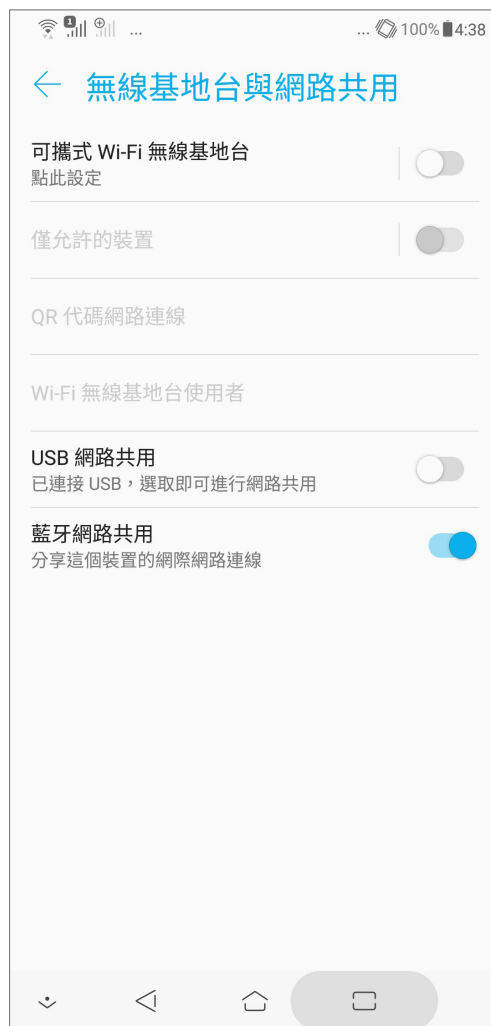 1 ... ... 100% 4:38
無線基地台與網路共用
可攜式 Wi-Fi 無線基地台
點此設定
僅允許的裝置
QR 代碼網路連線
Wi-Fi 無線基地台使用者
USB 網路共用
已連接 USB，選取即可進行網路共用
藍牙網路共用
分享這個裝置的網際網路連線